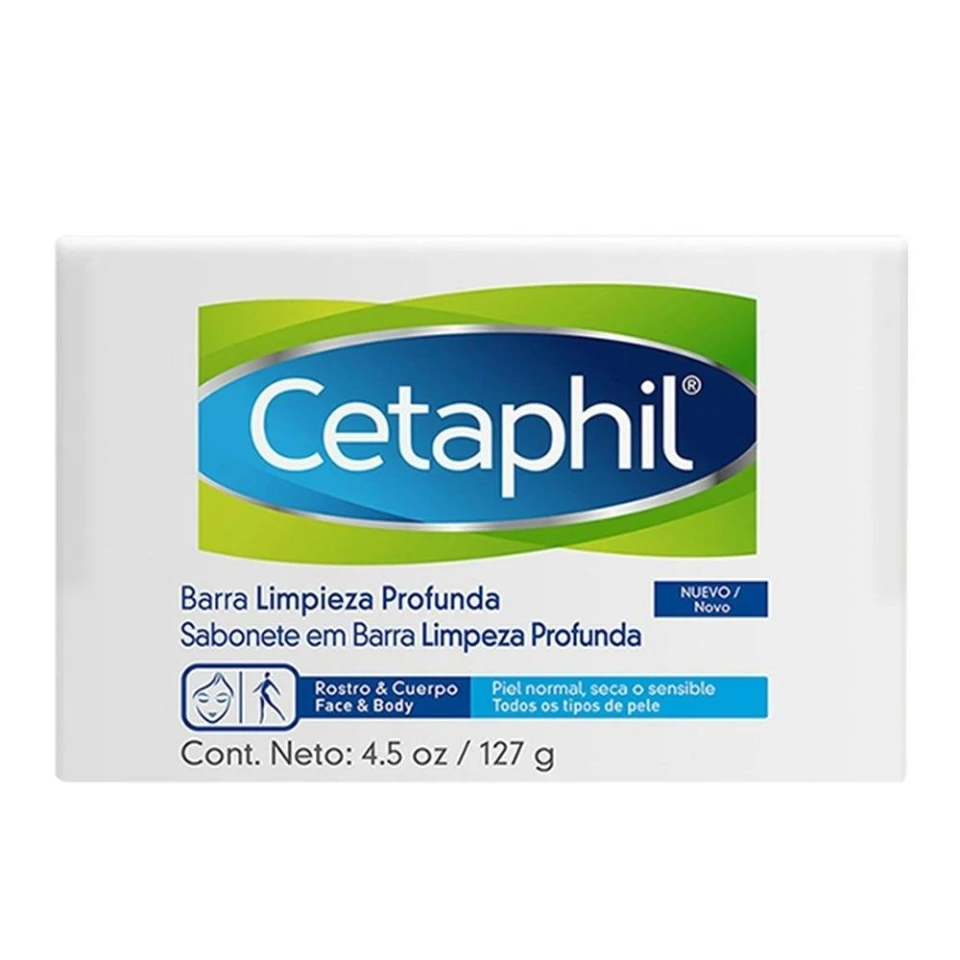 Cetaphil®
Barra Limpieza Profunda
Sabonete em Barra Limpeza Profunda
NUEVO /
Novo
Rostro & Cuerpo
Face & Body
Piel normal, seca o sensible
Todos os tipos de pele
Cont. Neto: 4.5 oz / 127 g